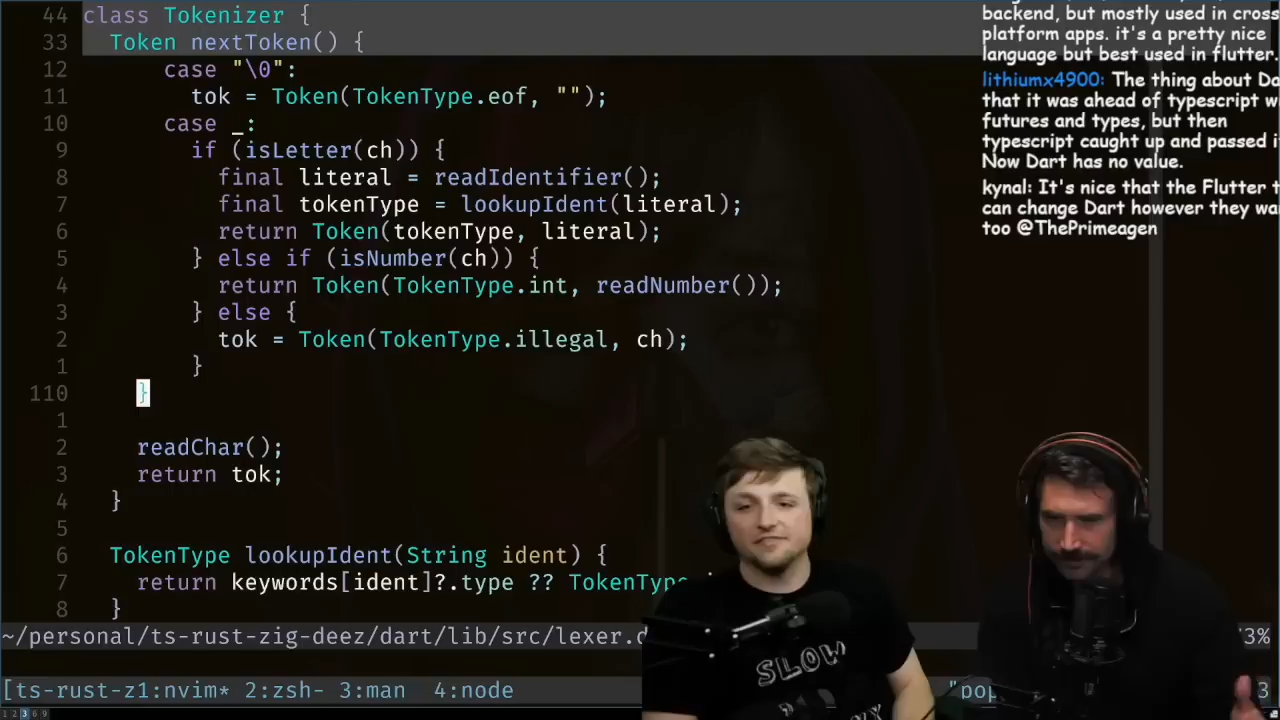 44 class Tokenizer {
33 Token nextToken() {
12 case "\0":
11 tok = Token(TokenType.eof, "");
10 case _:
9 if (isLetter(ch)) {
8 final literal = readIdentifier();
7 final tokenType = lookupIdent(literal);
6 return Token(tokenType, literal);
5 } else if (isNumber(ch)) {
4 return Token(TokenType.int, readNumber());
3 } else {
2 tok = Token(TokenType.illegal, ch);
1 }
110 }
1
2 readChar();
3 return tok;
4 }
5
6 TokenType lookupIdent(String ident) {
7 return keywords[ident]?.type ?? TokenType
8 }
~/personal/ts-rust-zig-deez/dart/lib/src/lexer.d 3%
[ts-rust-z1:nvim* 2:zsh- 3:man 4:node "pop 3
1 2 3 6 9
backend, but mostly used in cross
platform apps. it's a pretty nice
language but best used in flutter.
lithiumx4900: The thing about Da
that it was ahead of typescript w
futures and types, but then
typescript caught up and passed i
Now Dart has no value.
kynal: It's nice that the Flutter t
can change Dart however they wa
too @ThePrimeagen
SLOW